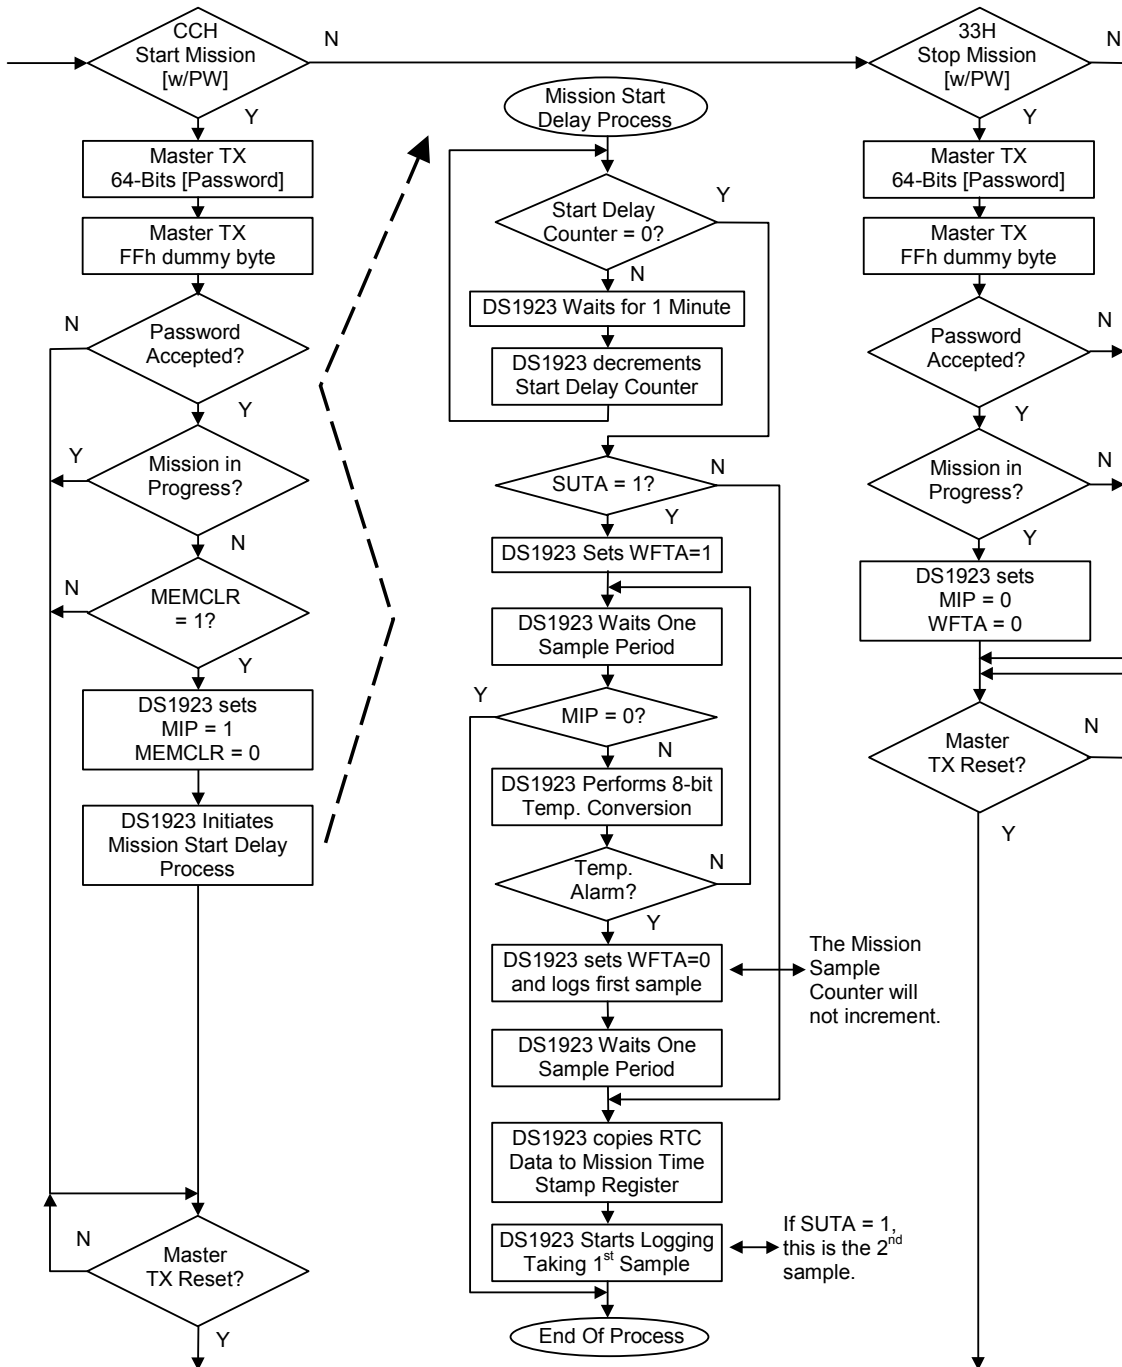 CCH
Start Mission
[w/PW]
N
Y
Master TX
64-Bits [Password]
Master TX
FFh dummy byte
N
Password
Accepted?
Y
Y
Mission in
Progress?
N
N
MEMCLR
= 1?
Y
DS1923 sets
MIP = 1
MEMCLR = 0
DS1923 Initiates
Mission Start Delay
Process
N
Master
TX Reset?
Y
Mission Start
Delay Process
Y
Start Delay
Counter = 0?
N
DS1923 Waits for 1 Minute
DS1923 decrements
Start Delay Counter
N
SUTA = 1?
Y
DS1923 Sets WFTA=1
DS1923 Waits One
Sample Period
Y
MIP = 0?
N
DS1923 Performs 8-bit
Temp. Conversion
N
Temp.
Alarm?
Y
DS1923 sets WFTA=0
and logs first sample
The Mission
Sample
Counter will
not increment.
DS1923 Waits One
Sample Period
DS1923 copies RTC
Data to Mission Time
Stamp Register
DS1923 Starts Logging
Taking 1st Sample
If SUTA = 1,
this is the 2nd
sample.
End Of Process
33H
Stop Mission
[w/PW]
N
Y
Master TX
64-Bits [Password]
Master TX
FFh dummy byte
N
Password
Accepted?
Y
N
Mission in
Progress?
Y
DS1923 sets
MIP = 0
WFTA = 0
N
Master
TX Reset?
Y